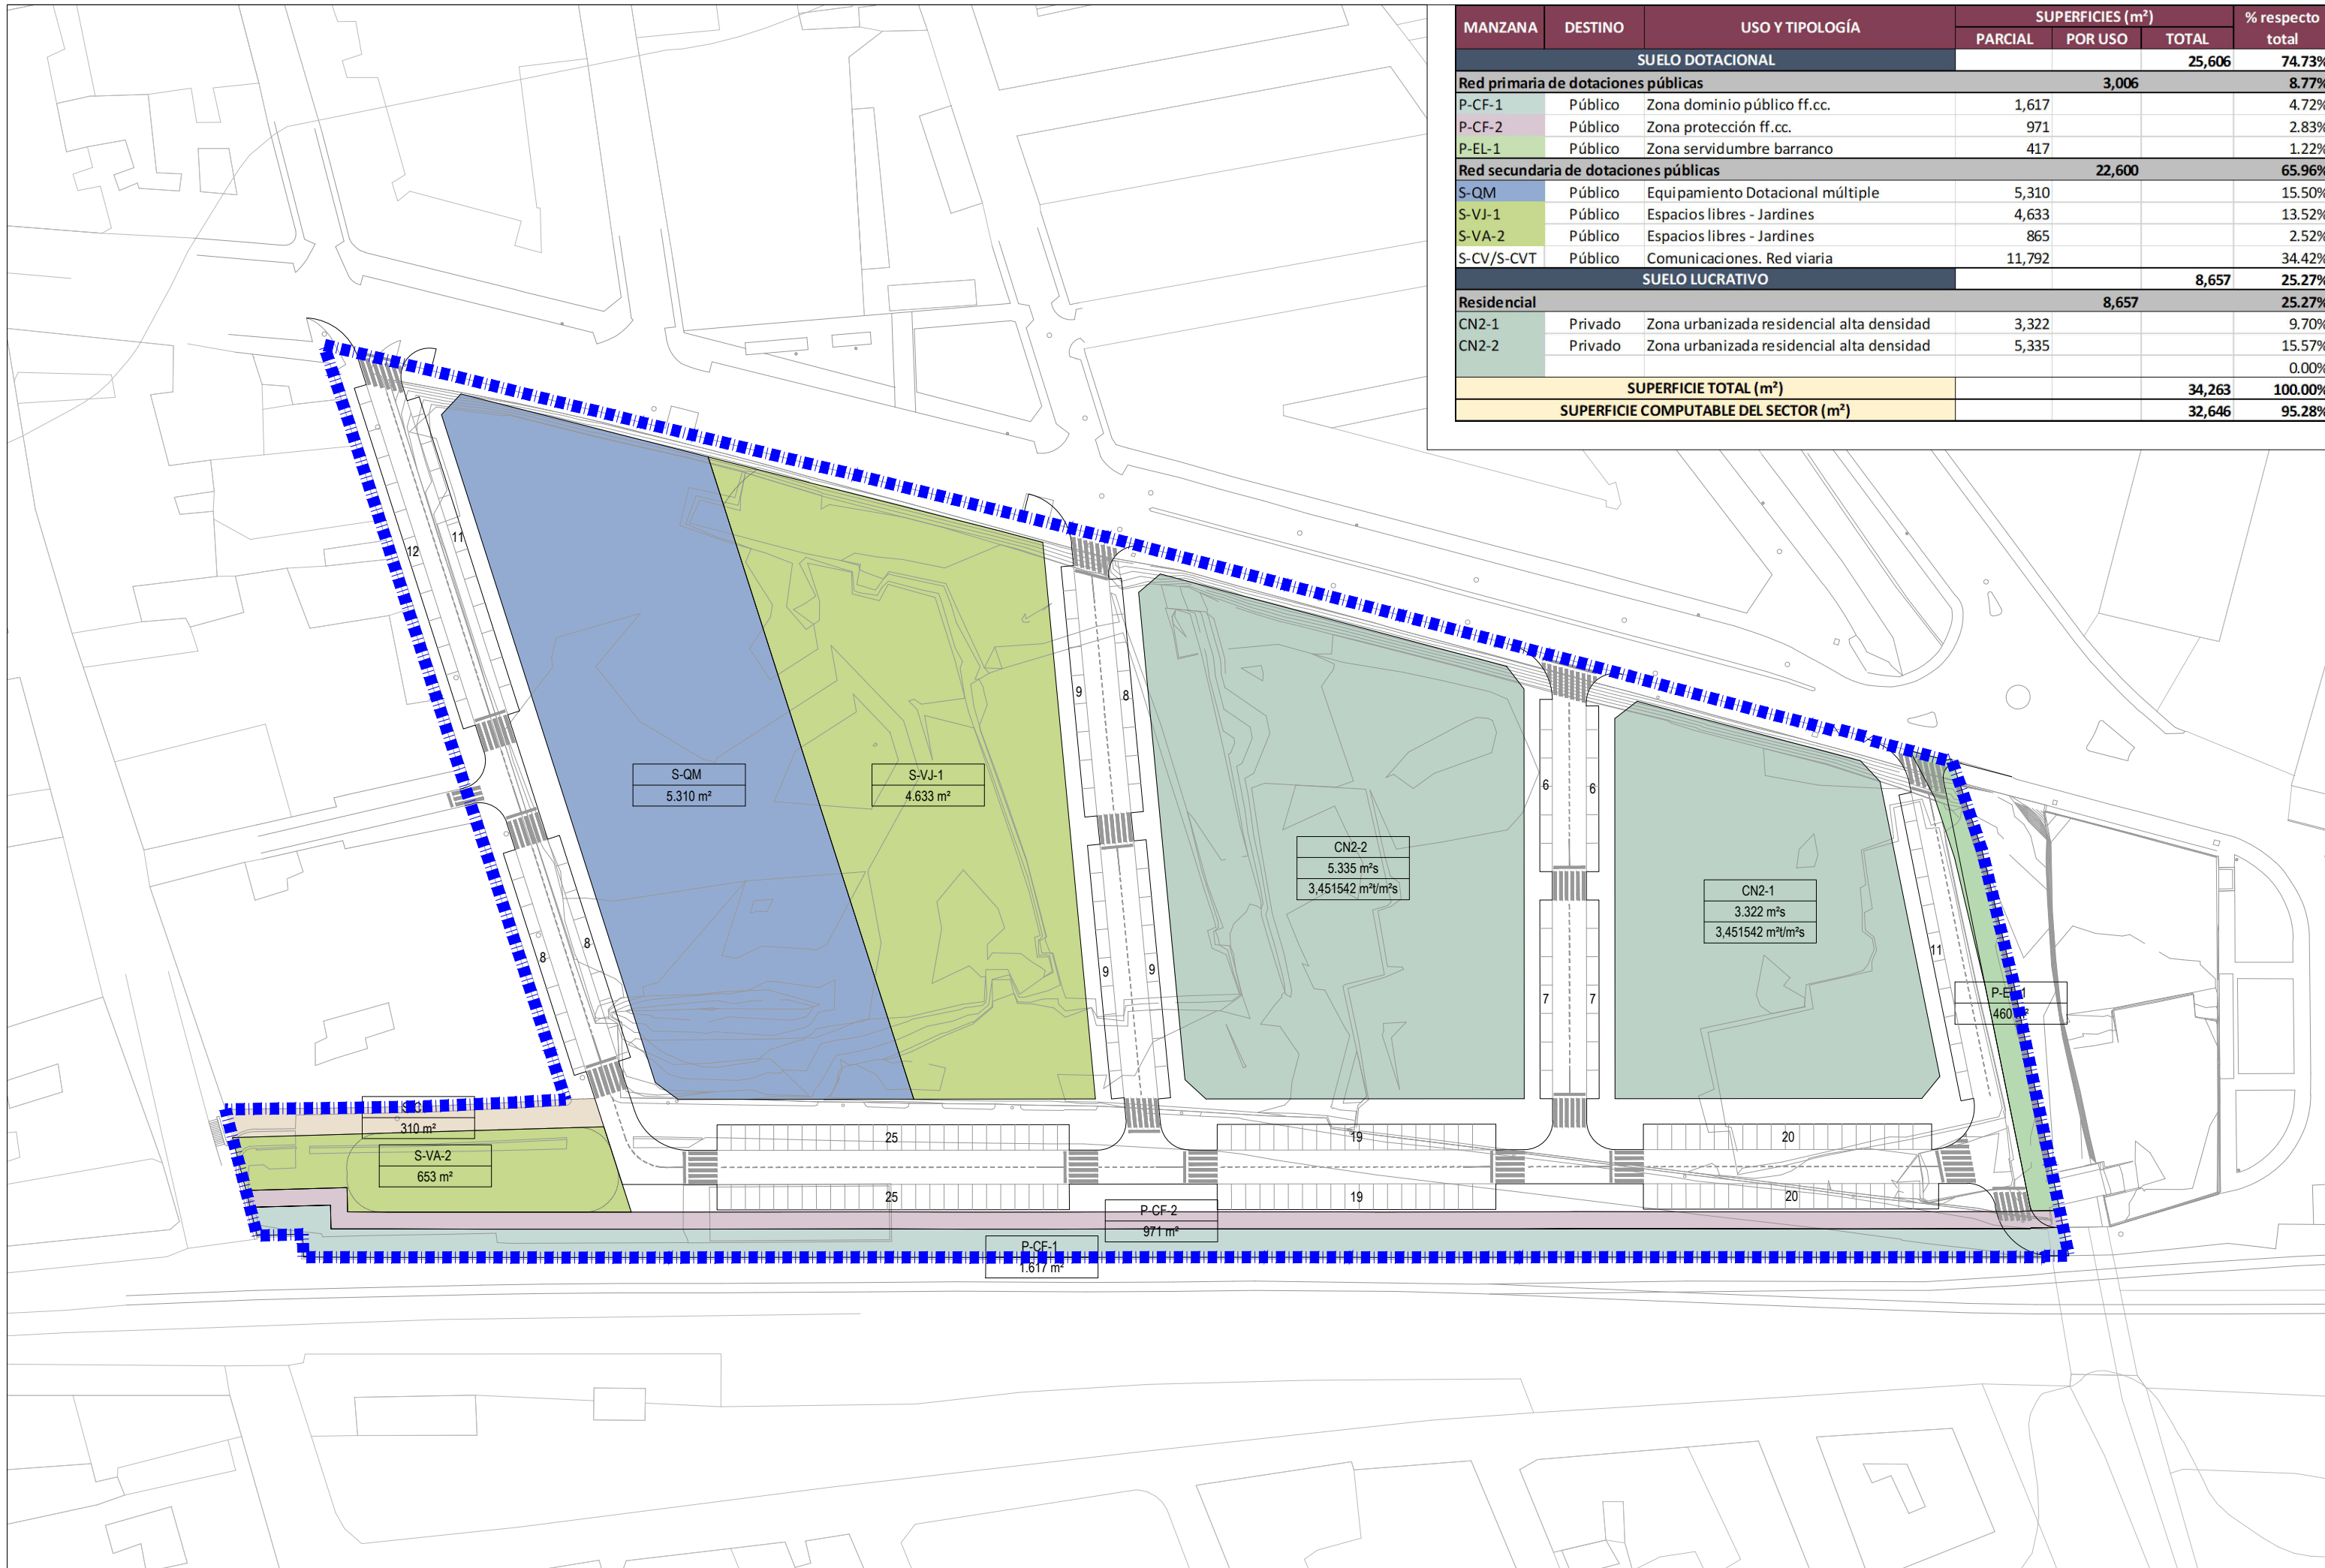 MANZANA DESTINO USO Y TIPOLOGÍA SUPERFICIES (m²) % respecto total
PARCIAL POR USO TOTAL
SUELO DOTACIONAL 25,606 74.73%
Red primaria de dotaciones públicas 3,006 8.77%
P-CF-1 Público Zona dominio público ff.cc. 1,617 4.72%
P-CF-2 Público Zona protección ff.cc. 971 2.83%
P-EL-1 Público Zona servidumbre barranco 417 1.22%
Red secundaria de dotaciones públicas 22,600 65.96%
S-QM Público Equipamiento Dotacional múltiple 5,310 15.50%
S-VJ-1 Público Espacios libres - Jardines 4,633 13.52%
S-VA-2 Público Espacios libres - Jardines 865 2.52%
S-CV/S-CVT Público Comunicaciones. Red viaria 11,792 34.42%
SUELO LUCRATIVO 8,657 25.27%
Residencial 8,657 25.27%
CN2-1 Privado Zona urbanizada residencial alta densidad 3,322 9.70%
CN2-2 Privado Zona urbanizada residencial alta densidad 5,335 15.57%
0.00%
SUPERFICIE TOTAL (m²) 34,263 100.00%
SUPERFICIE COMPUTABLE DEL SECTOR (m²) 32,646 95.28%
12
11
9
8
6
6
S-QM
5.310 m²
S-VJ-1
4.633 m²
CN2-2
5.335 m²s
3,451542 m²t/m²s
CN2-1
3.322 m²s
3,451542 m²t/m²s
8
8
9
9
7
7
11
460
310 m²
S-VA-2
653 m²
25
19
20
25
19
20
P-CF-2
971 m²
P-CF-1
1.617 m²